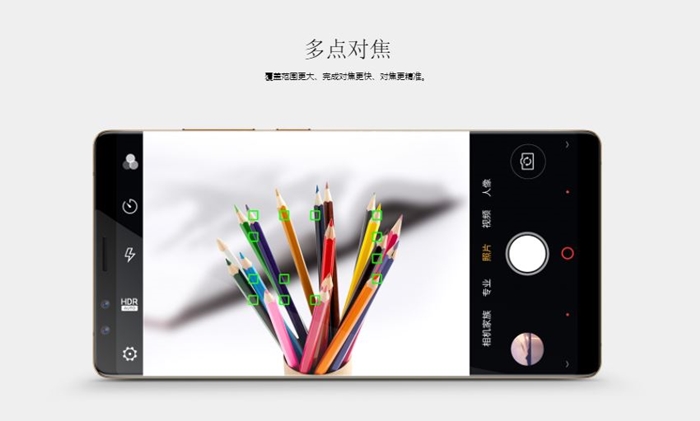 多点对焦
覆盖范围更大、完成对焦更快、对焦更精准。
HDR
AUTO
人像
视频
照片
专业
相机家族